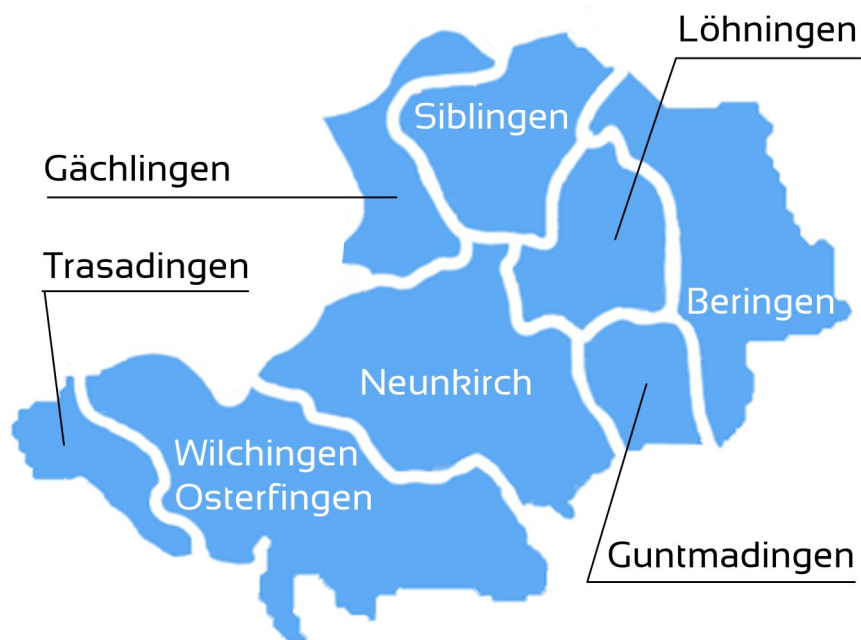 Löhningen
Siblingen
Gächlingen
Trasadingen
Beringen
Neunkirch
Wilchingen
Osterfingen
Guntmadingen